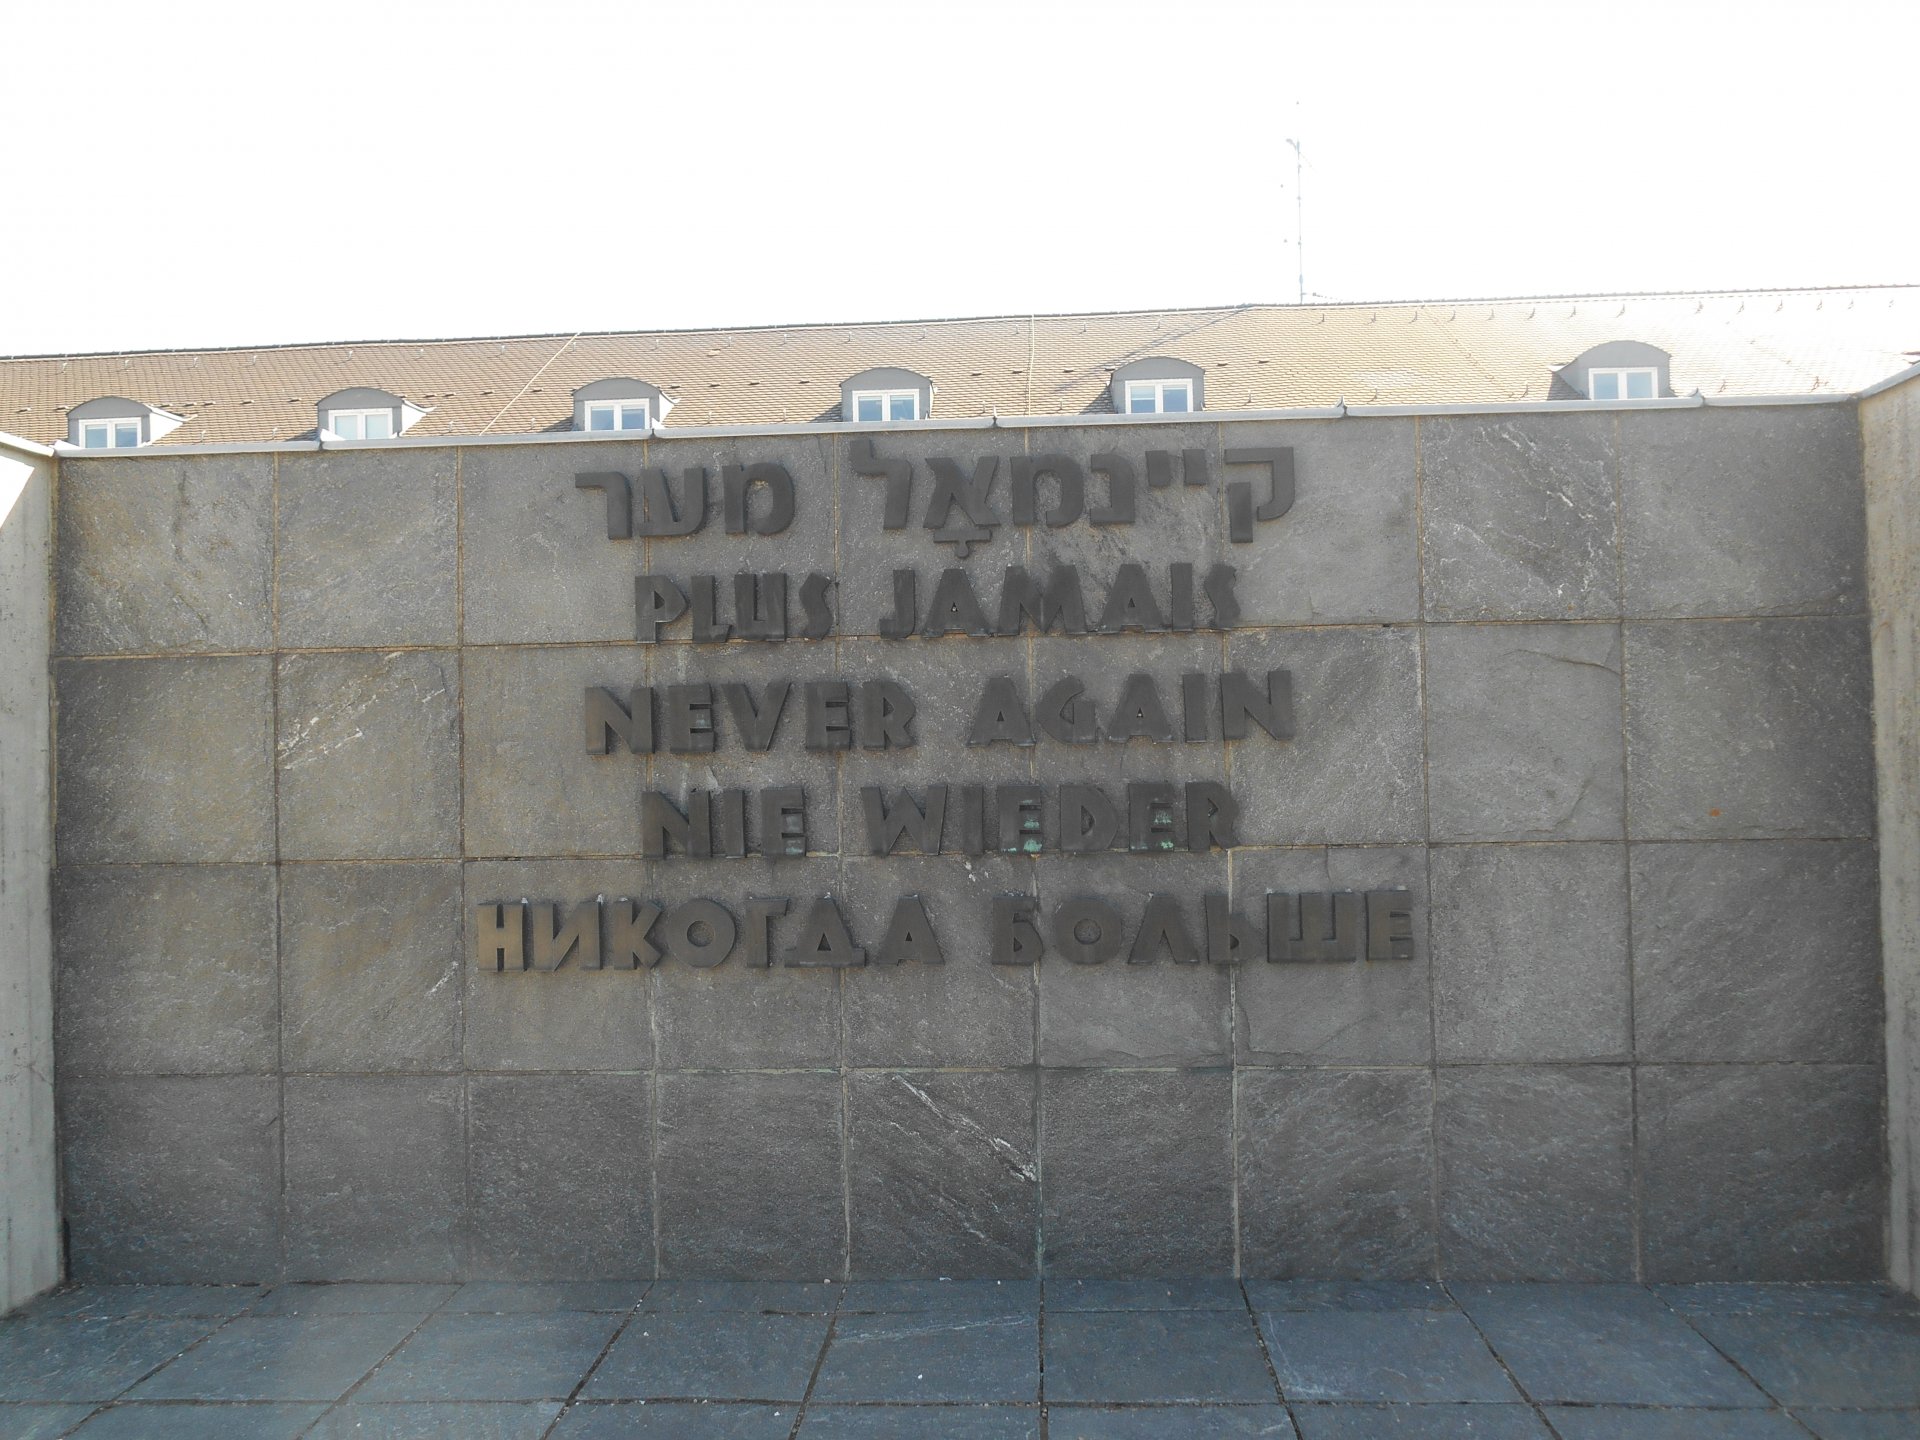 קיינמאָל מער
PLUS JAMAIS
NEVER AGAIN
NIE WIEDER
НИКОГДА БОЛЬШЕ